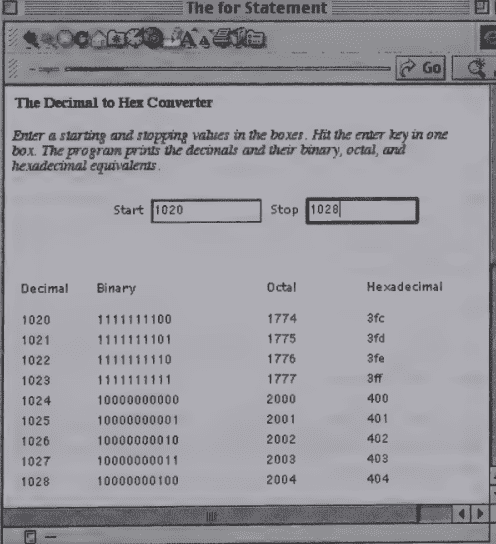 The for Statement
Go
The Decimal to Hex Converter
Enter a starting and stopping values in the boxes. Hit the enter key in one
box. The program prints the decimals and their binary, octal, and
hexadecimal equivalents.
Start 1020 Stop 1028
Decimal Binary Octal Hexadecimal
1020 1111111100 1774 3fc
1021 1111111101 1775 3fd
1022 1111111110 1776 3fe
1023 1111111111 1777 3ff
1024 10000000000 2000 400
1025 10000000001 2001 401
1026 10000000010 2002 402
1027 10000000011 2003 403
1028 10000000100 2004 404